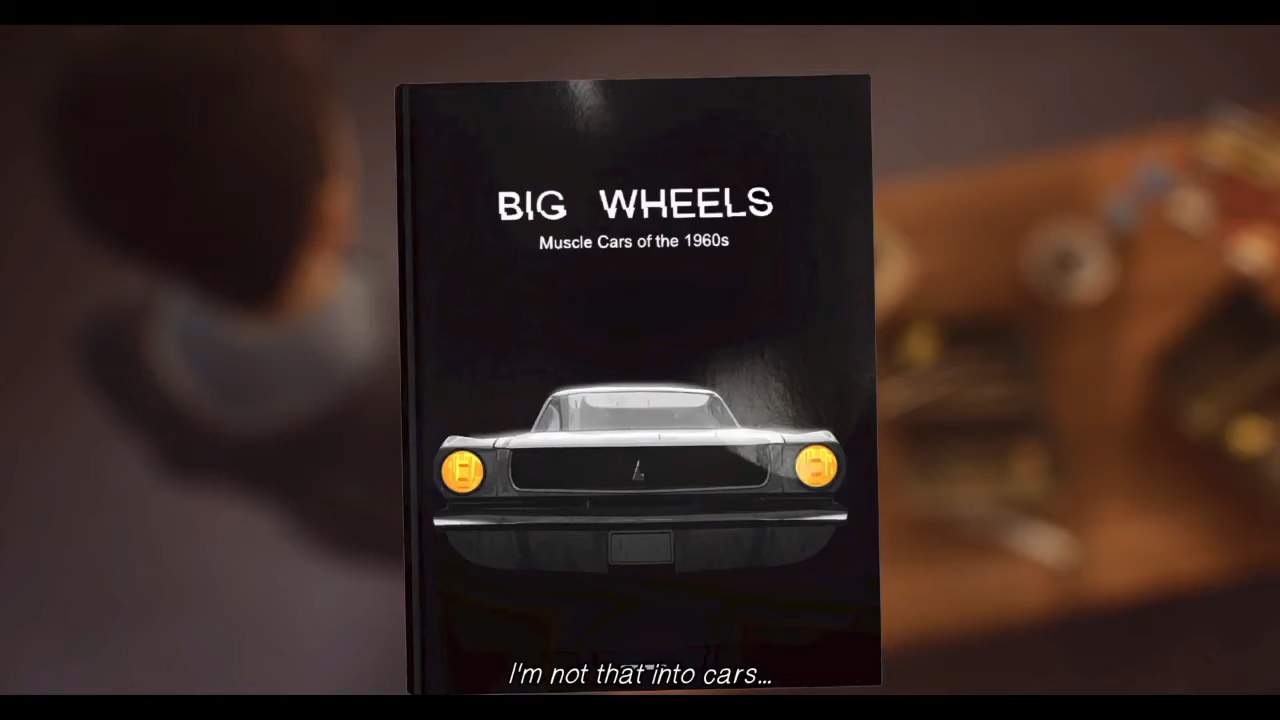 BIG WHEELS
Muscle Cars of the 1960s
I'm not that into cars...